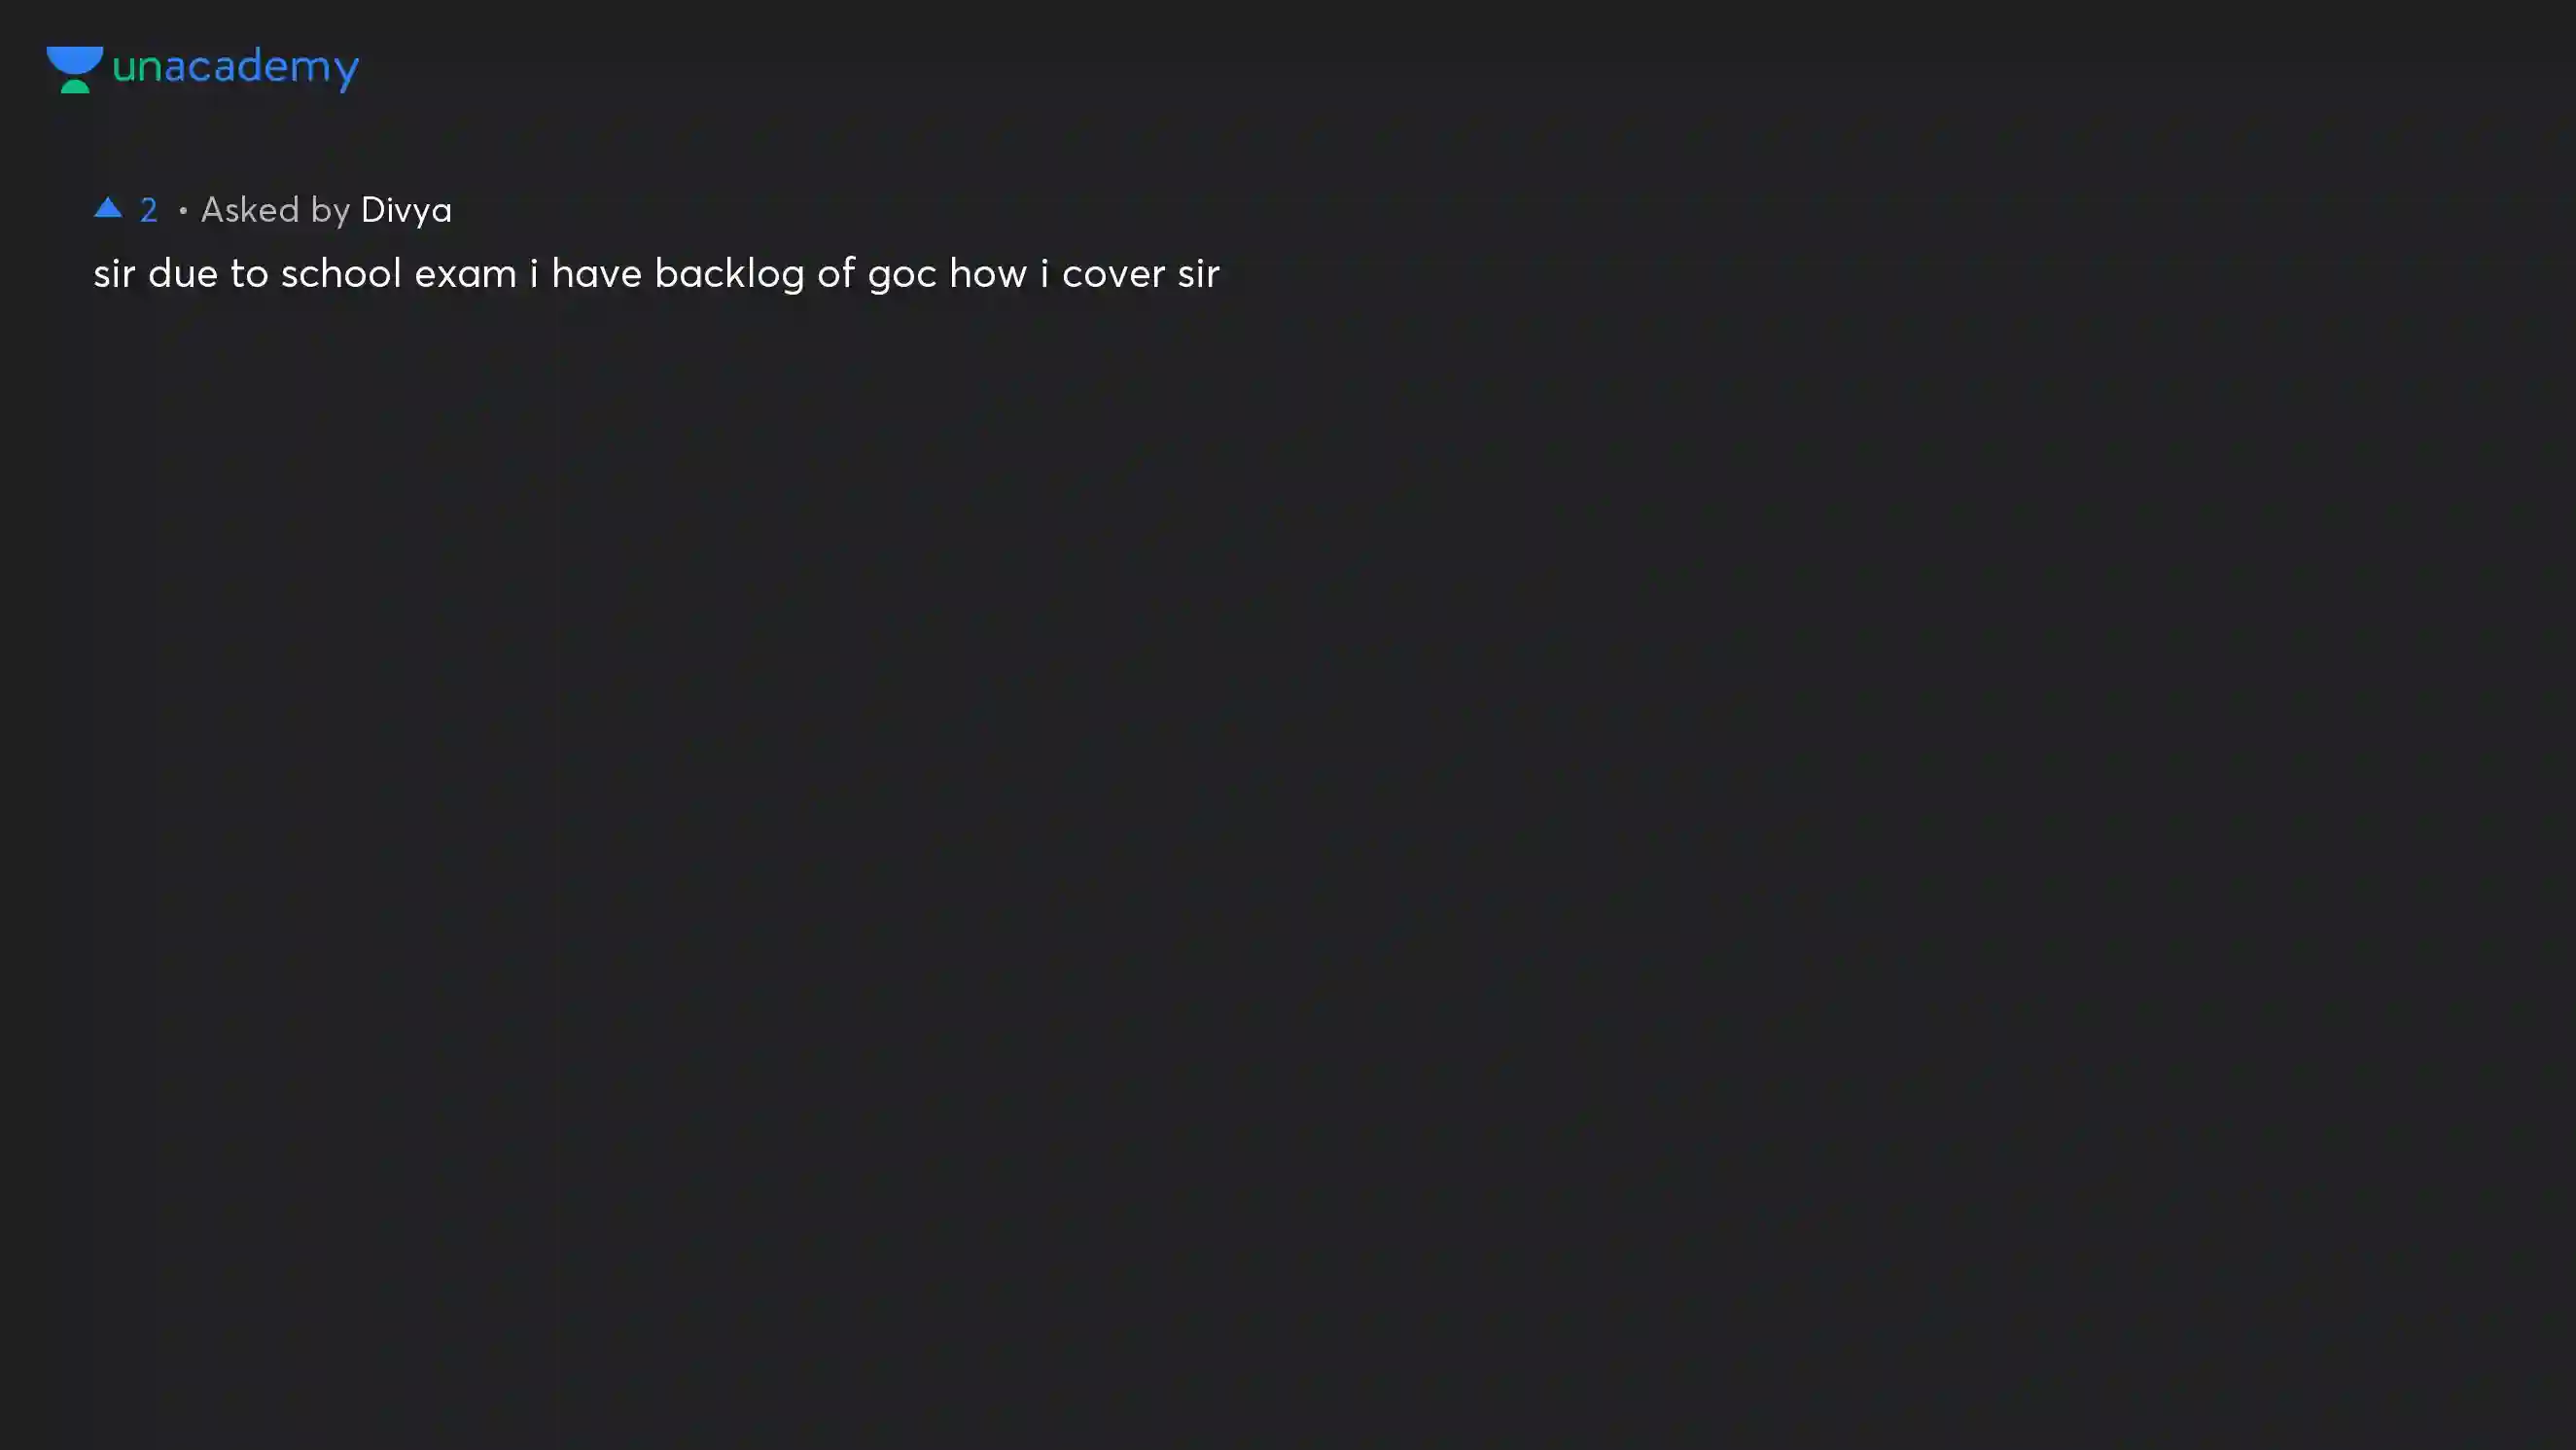 unacademy
▲ 2 • Asked by Divya
sir due to school exam i have backlog of goc how i cover sir